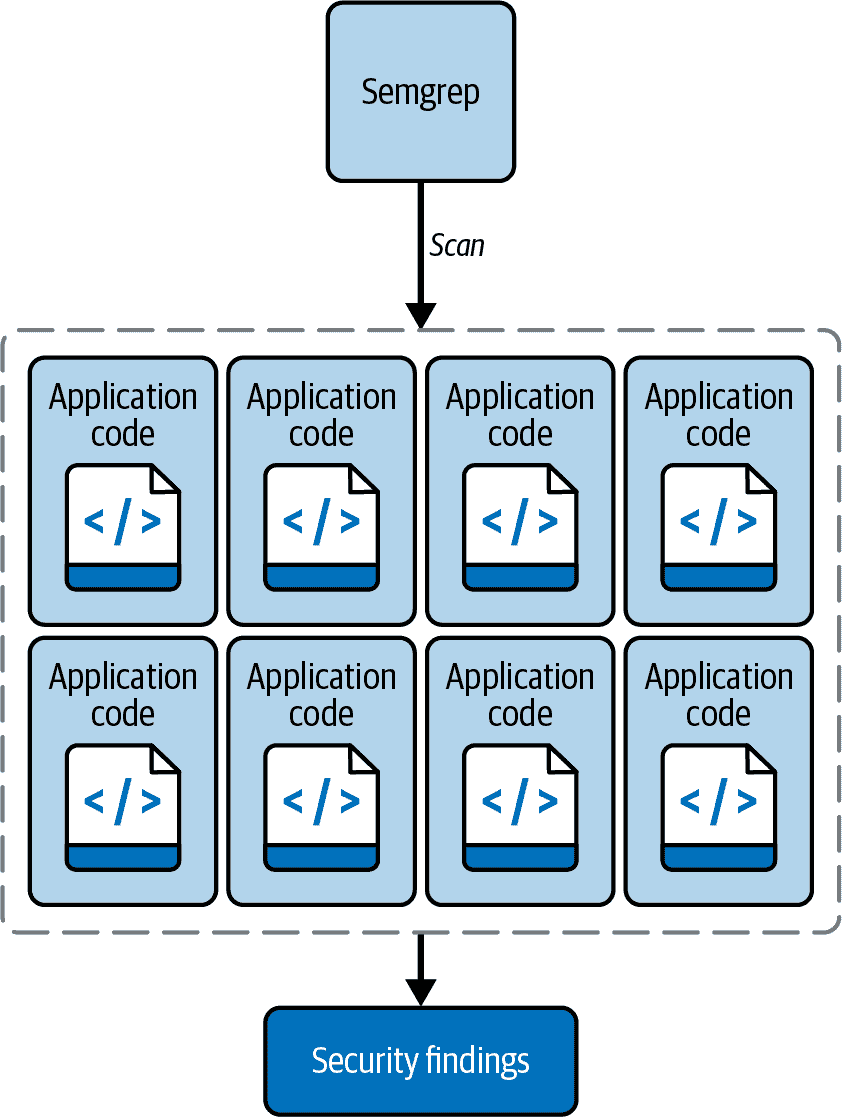 Semgrep
Scan
Application
code
</>
Application
code
</>
Application
code
</>
Application
code
</>
Application
code
</>
Application
code
</>
Application
code
</>
Application
code
</>
Security findings